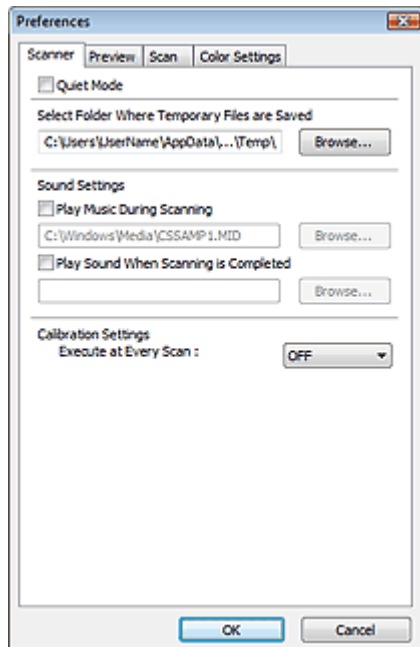 Preferences
Scanner Preview Scan Color Settings
Quiet Mode
Select Folder Where Temporary Files are Saved
C:\Users\UserName\AppData\...\Temp\ Browse...
Sound Settings
Play Music During Scanning
C:\Windows\Media\CSSAMP1.MID Browse...
Play Sound When Scanning is Completed
Browse...
Calibration Settings
Execute at Every Scan : OFF
OK Cancel